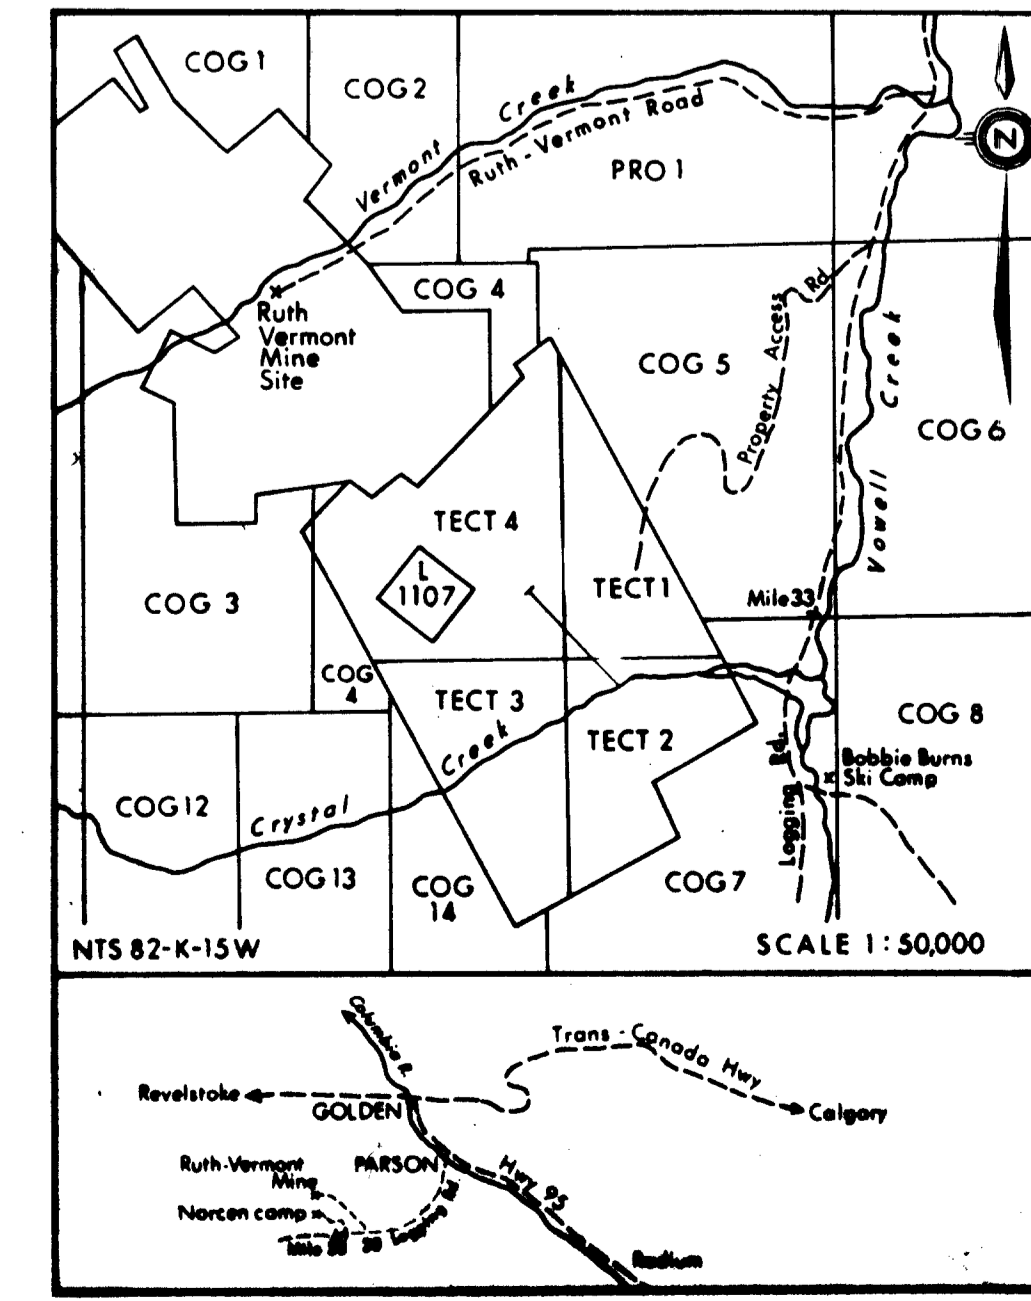 COG 1
COG 2
Vermont Creek
Ruth-Vermont Road
PRO 1
N
COG 4
Ruth
Vermont
Mine
Site
COG 5
Property Access Rd
Vowell Creek
COG 6
TECT 4
L
1107
TECT 1
Mile 33
COG 3
COG
4
TECT 3
TECT 2
Crystal Creek
COG 8
Bobbie Burns
Ski Camp
Logging Rd.
COG 12
COG 13
COG
14
COG 7
NTS 82-K-15W
SCALE 1:50,000
Columbia R.
Trans-Canada Hwy
Revelstoke
GOLDEN
Calgary
Ruth-Vermont
Mine
PARSON
Hwy 95
Norcen camp
Logging Rd.
Mile
Radium